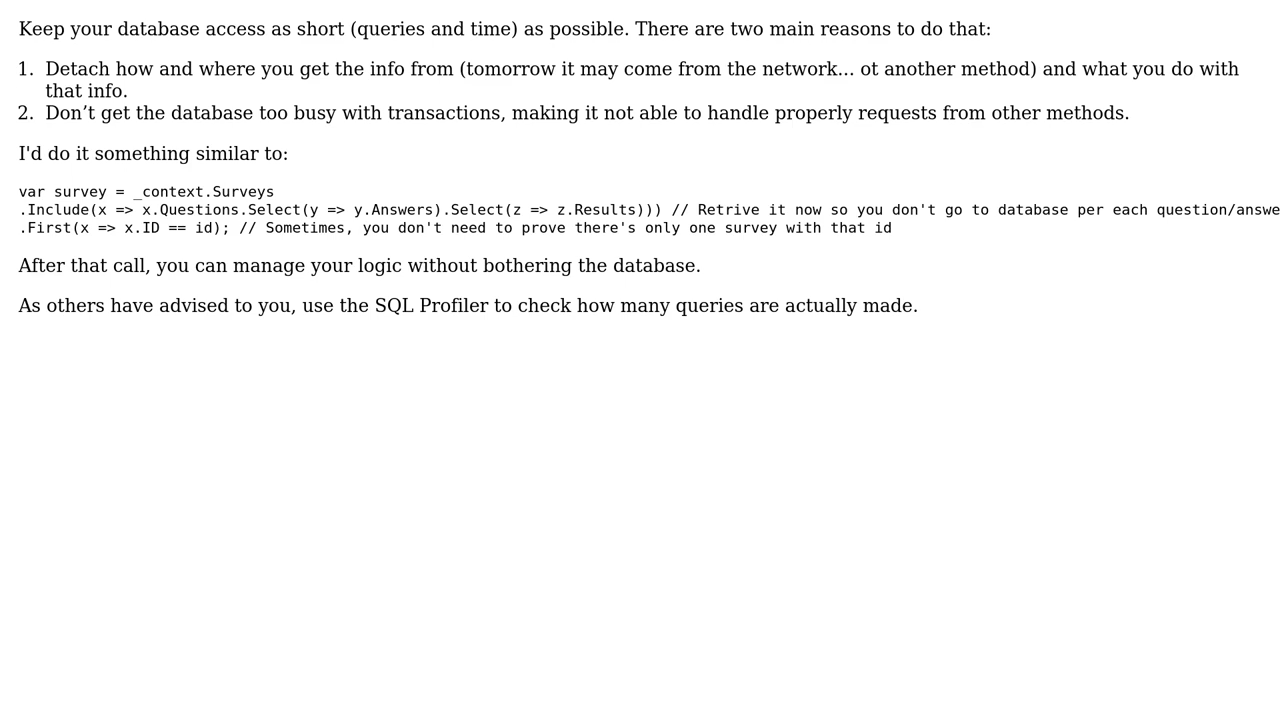 Keep your database access as short (queries and time) as possible. There are two main reasons to do that:
1. Detach how and where you get the info from (tomorrow it may come from the network... ot another method) and what you do with
that info.
2. Don’t get the database too busy with transactions, making it not able to handle properly requests from other methods.
I'd do it something similar to:
var survey = _context.Surveys
.Include(x => x.Questions.Select(y => y.Answers).Select(z => z.Results))) // Retrive it now so you don't go to database per each question/answe
.First(x => x.ID == id); // Sometimes, you don't need to prove there's only one survey with that id
After that call, you can manage your logic without bothering the database.
As others have advised to you, use the SQL Profiler to check how many queries are actually made.